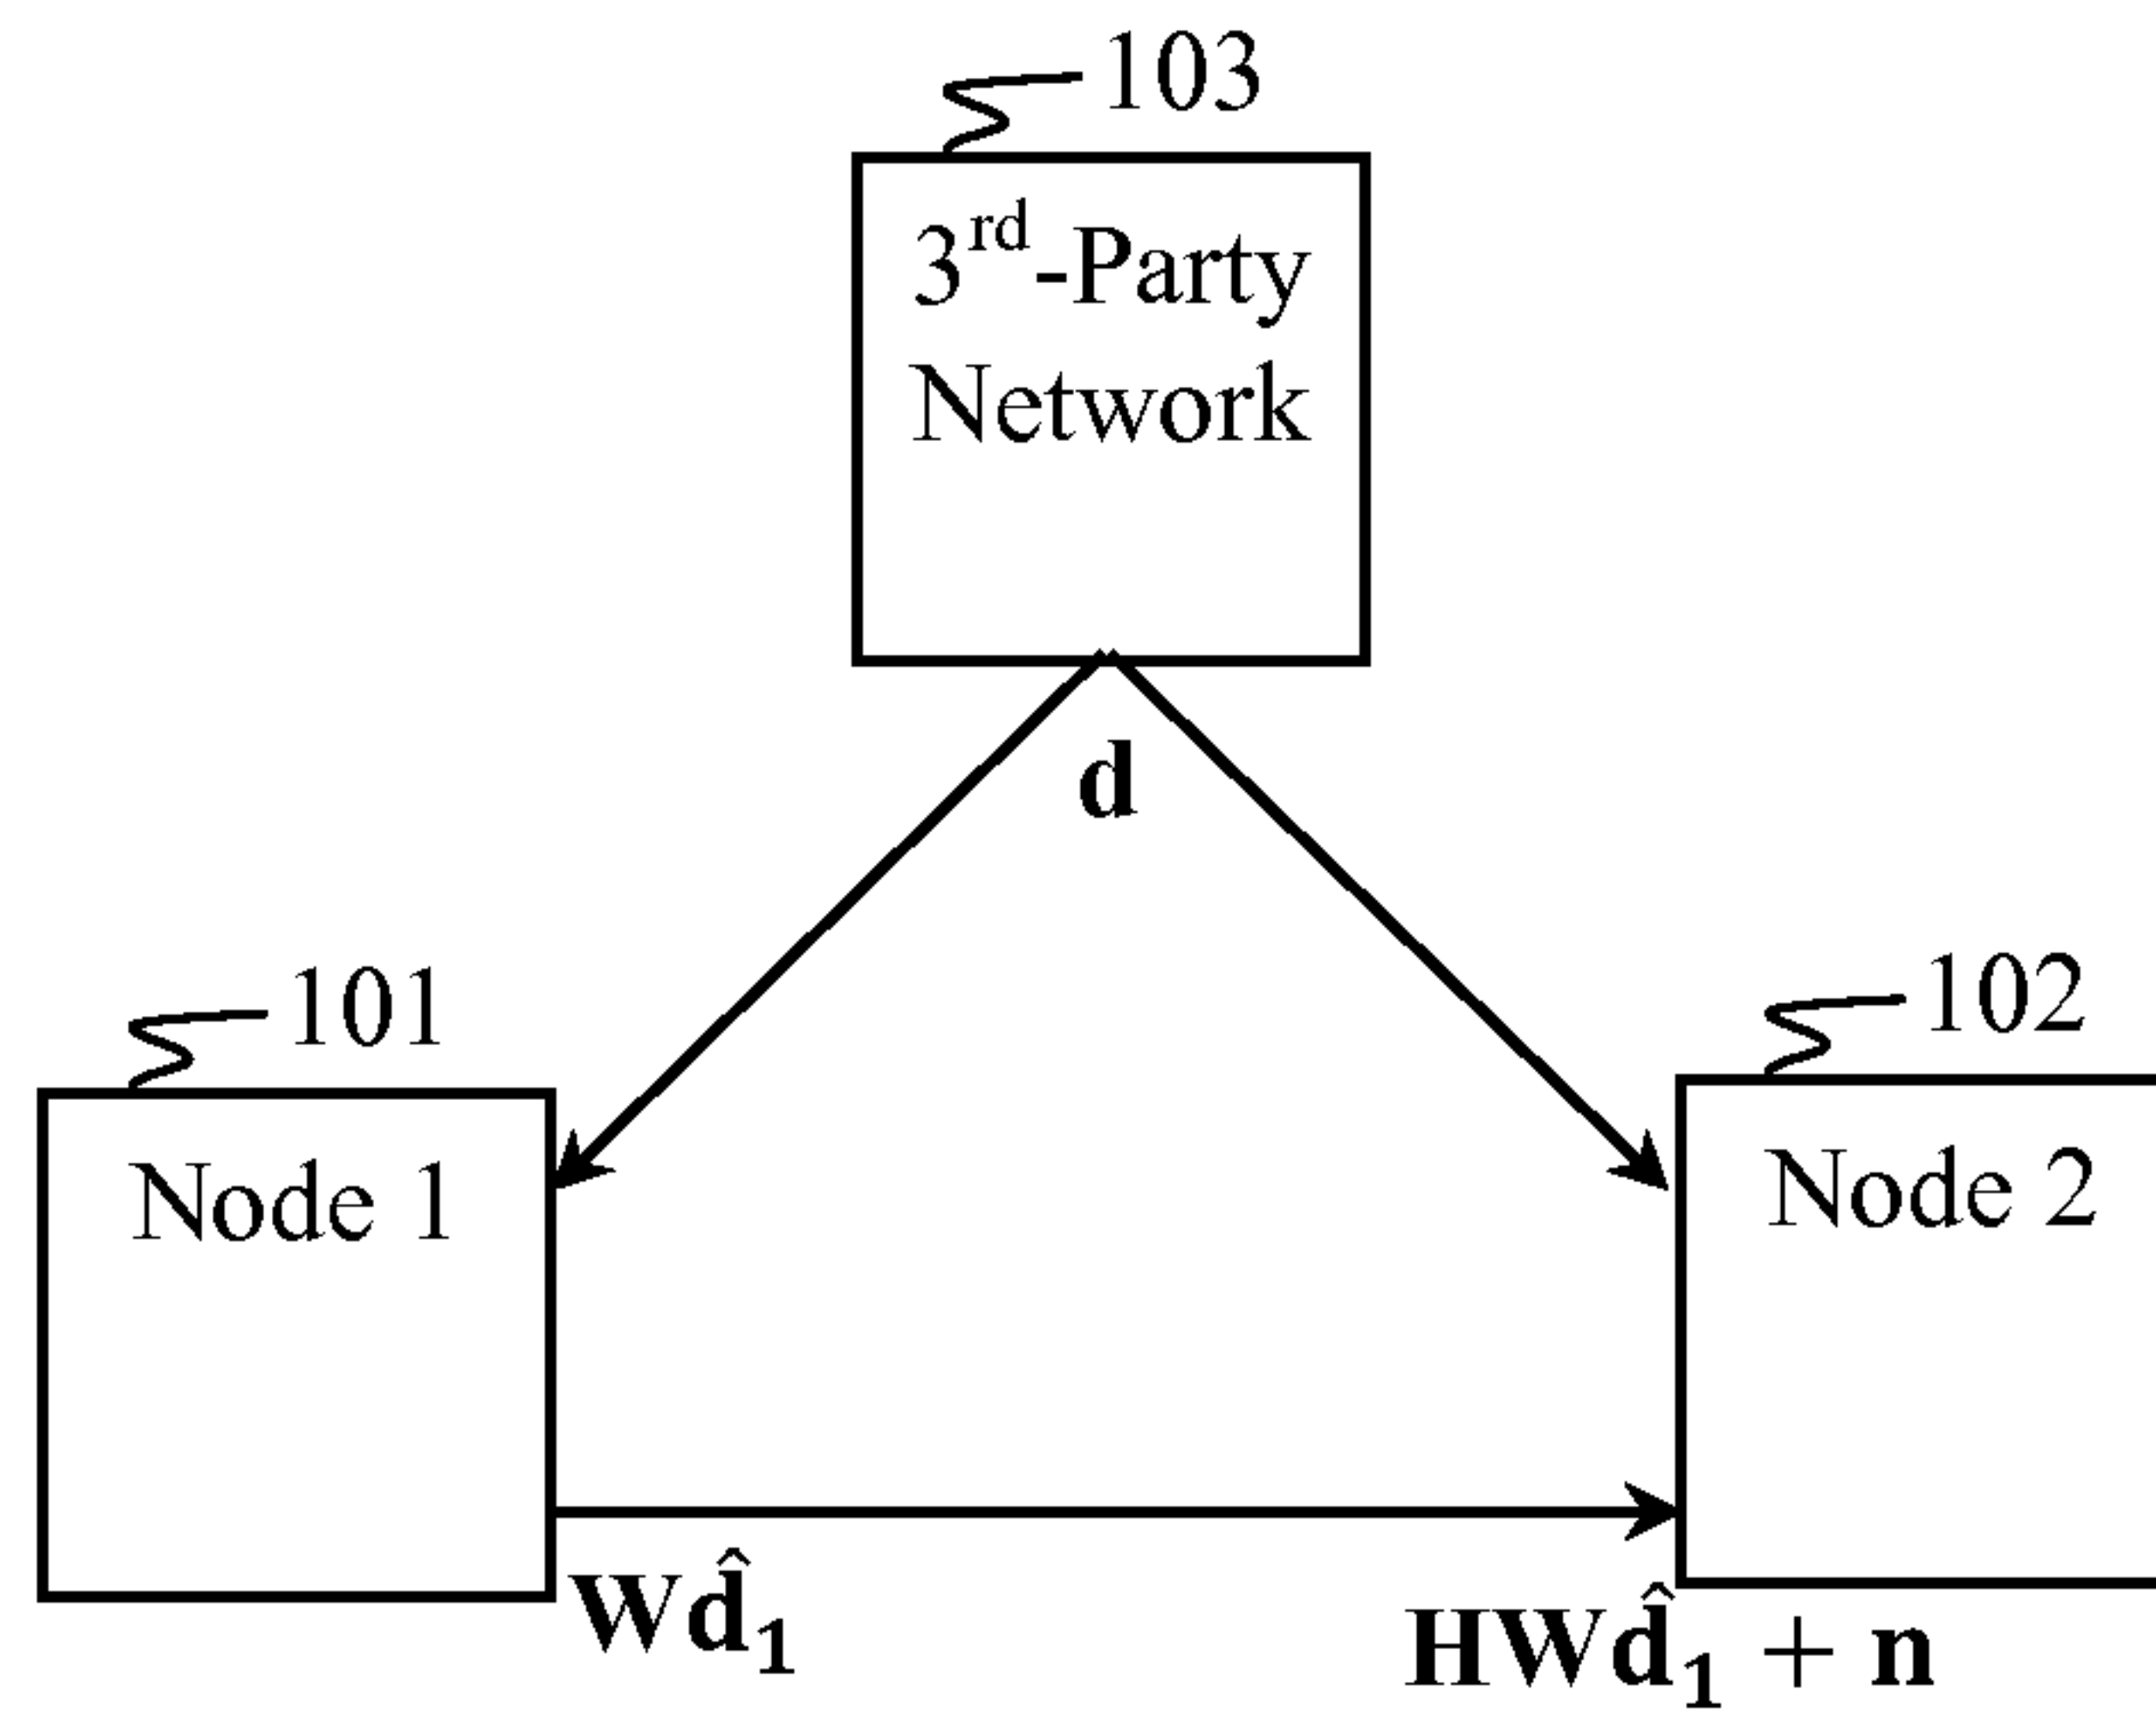 103
3rd-Party
Network
d
101
102
Node 1
Node 2
Wd̂1
HWd̂1 + n